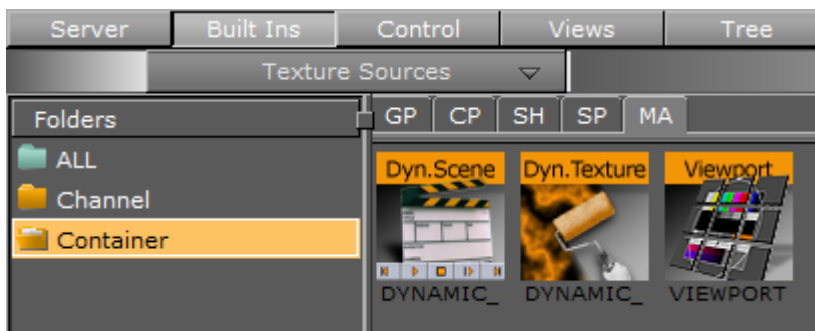 Server Built Ins Control Views Tree
Texture Sources
Folders GP CP SH SP MA
ALL
Channel
Container
Dyn.Scene Dyn.Texture Viewport
DYNAMIC_ DYNAMIC_ VIEWPORT